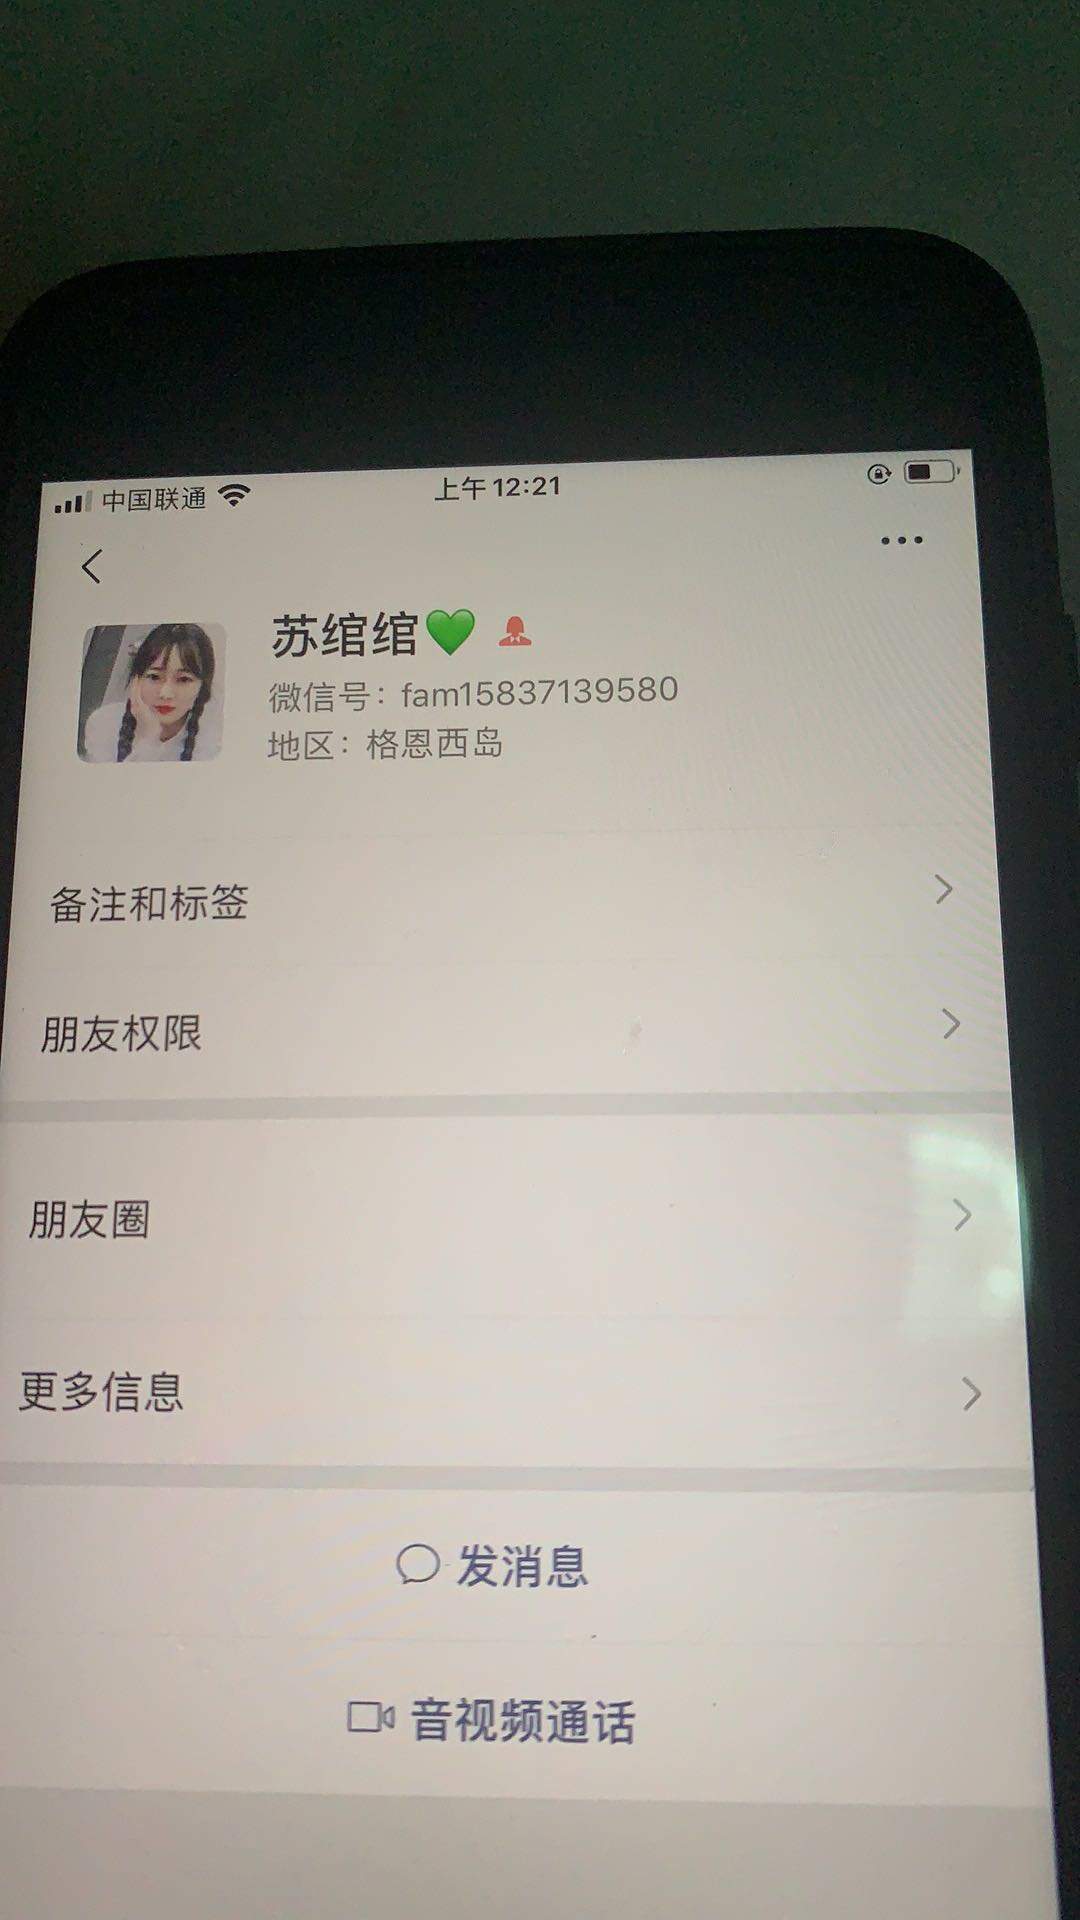 中国联通 上午12:21
苏绾绾💚
微信号：fam15837139580
地区：格恩西岛
备注和标签
朋友权限
朋友圈
更多信息
发消息
音视频通话